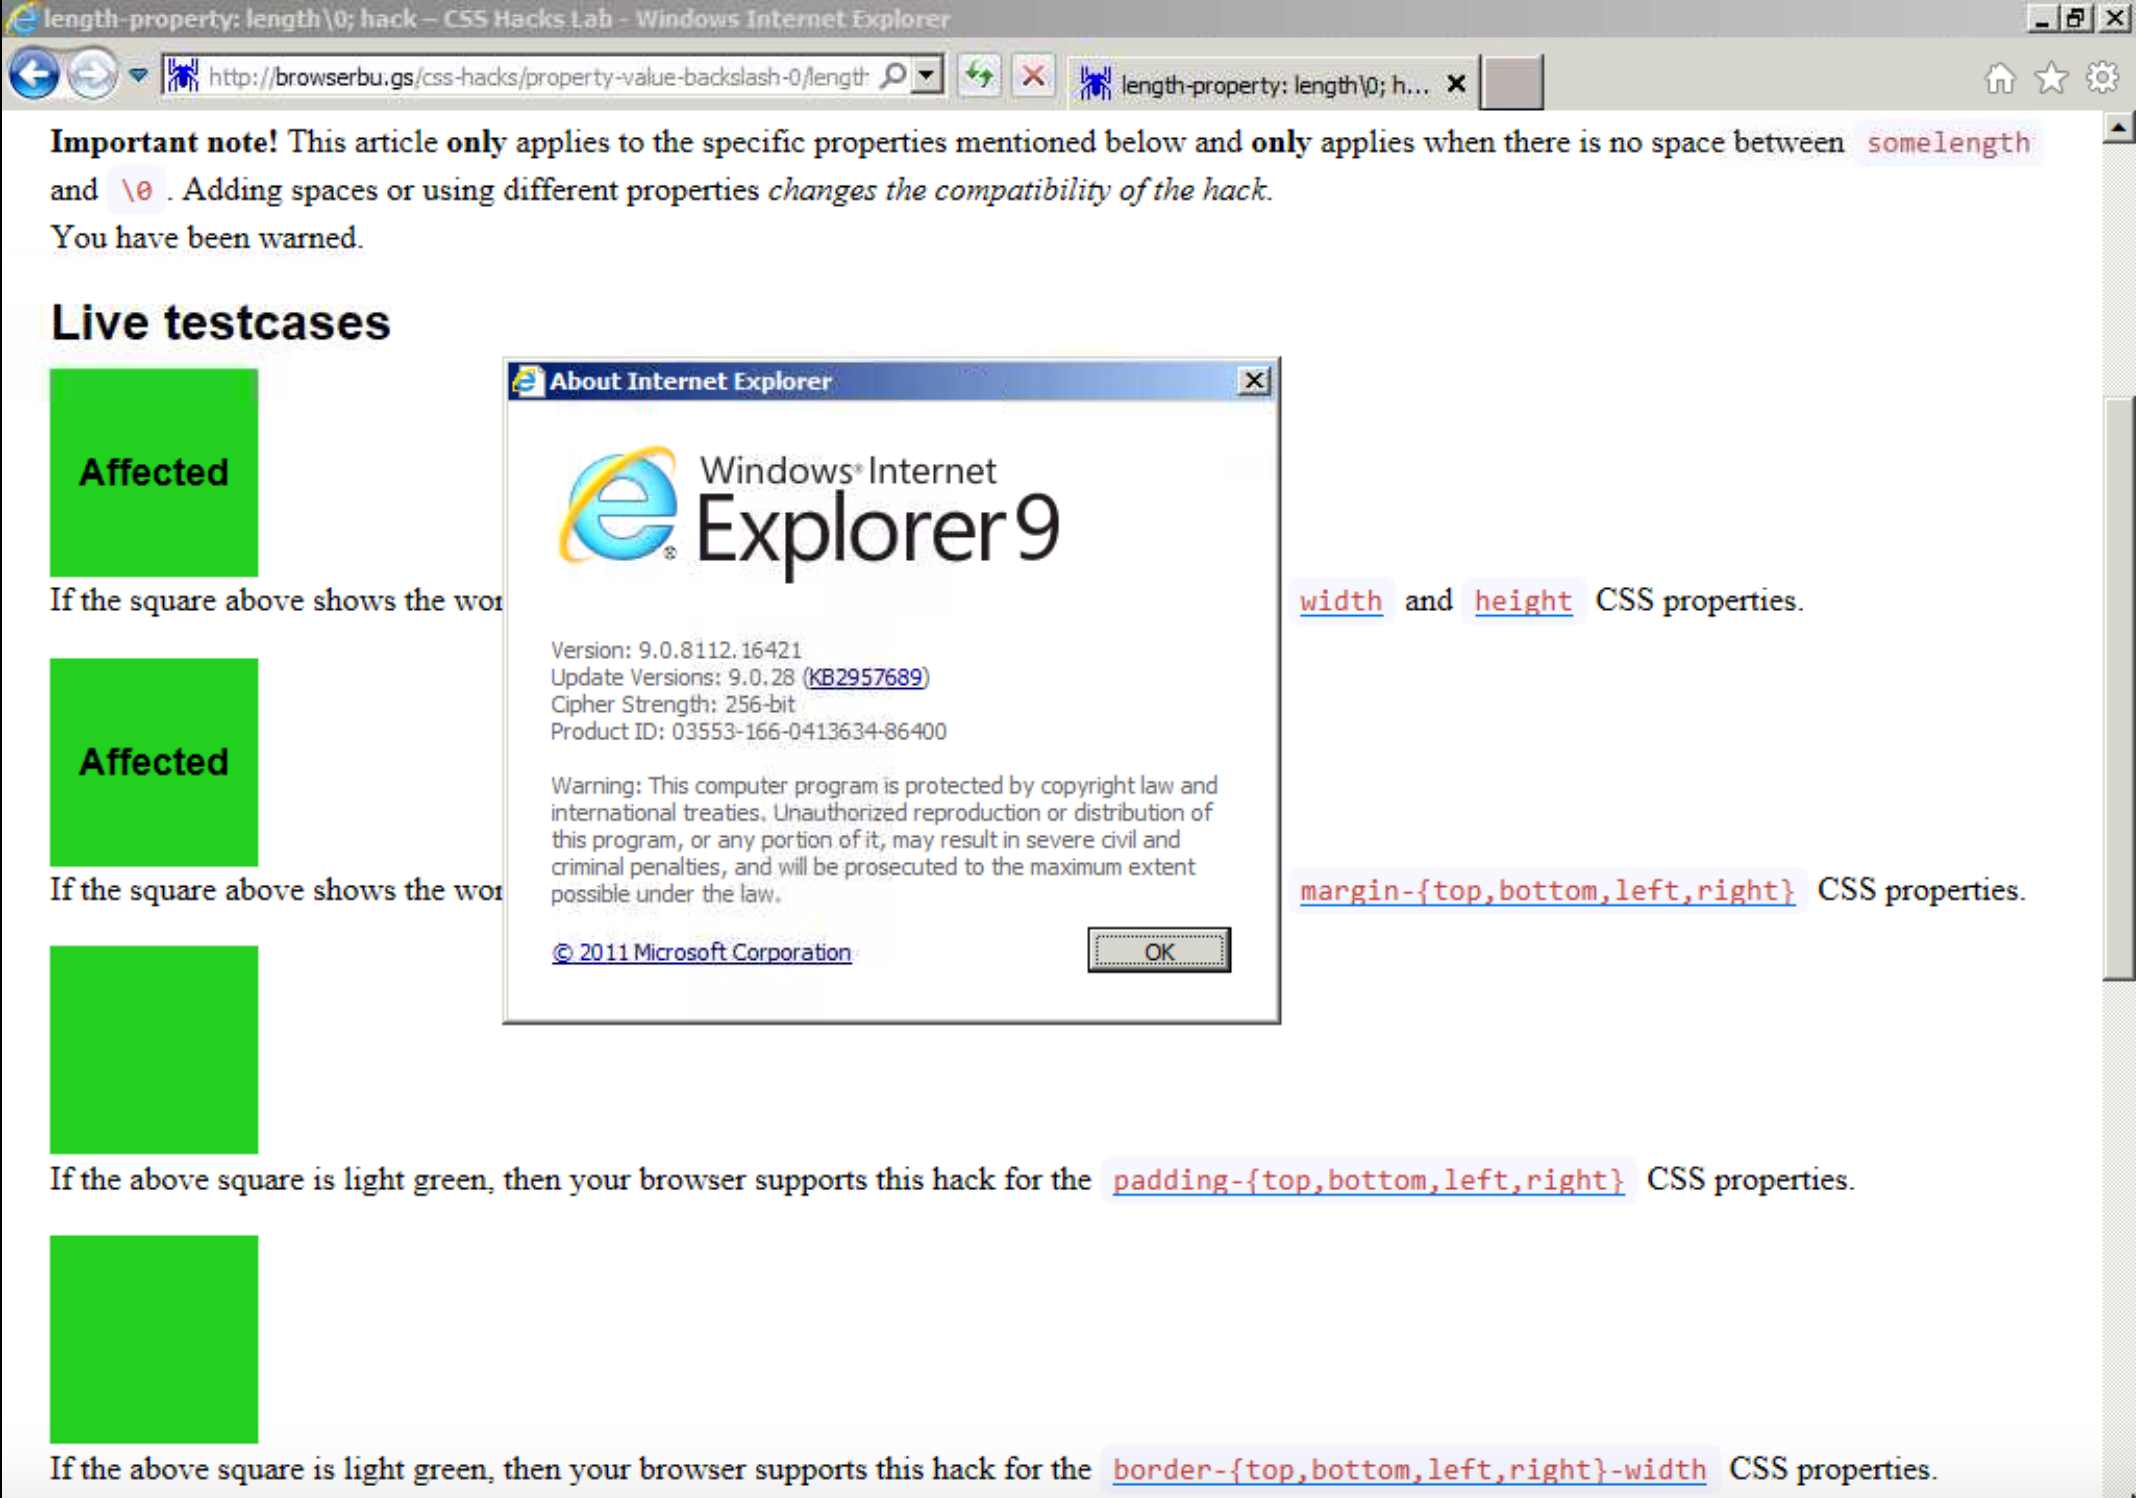 length-property: length\0; hack – CSS Hacks Lab - Windows Internet Explorer
http://browserbu.gs/css-hacks/property-value-backslash-0/length
length-property: length\0; h...
Important note! This article only applies to the specific properties mentioned below and only applies when there is no space between somelength
and \0 . Adding spaces or using different properties changes the compatibility of the hack.
You have been warned.
Live testcases
Affected
If the square above shows the wor
width and height CSS properties.
Affected
If the square above shows the wor
margin-{top,bottom,left,right} CSS properties.
About Internet Explorer
Windows® Internet
Explorer 9
Version: 9.0.8112.16421
Update Versions: 9.0.28 (KB2957689)
Cipher Strength: 256-bit
Product ID: 03553-166-0413634-86400
Warning: This computer program is protected by copyright law and
international treaties. Unauthorized reproduction or distribution of
this program, or any portion of it, may result in severe civil and
criminal penalties, and will be prosecuted to the maximum extent
possible under the law.
© 2011 Microsoft Corporation
OK
If the above square is light green, then your browser supports this hack for the padding-{top,bottom,left,right} CSS properties.
If the above square is light green, then your browser supports this hack for the border-{top,bottom,left,right}-width CSS properties.